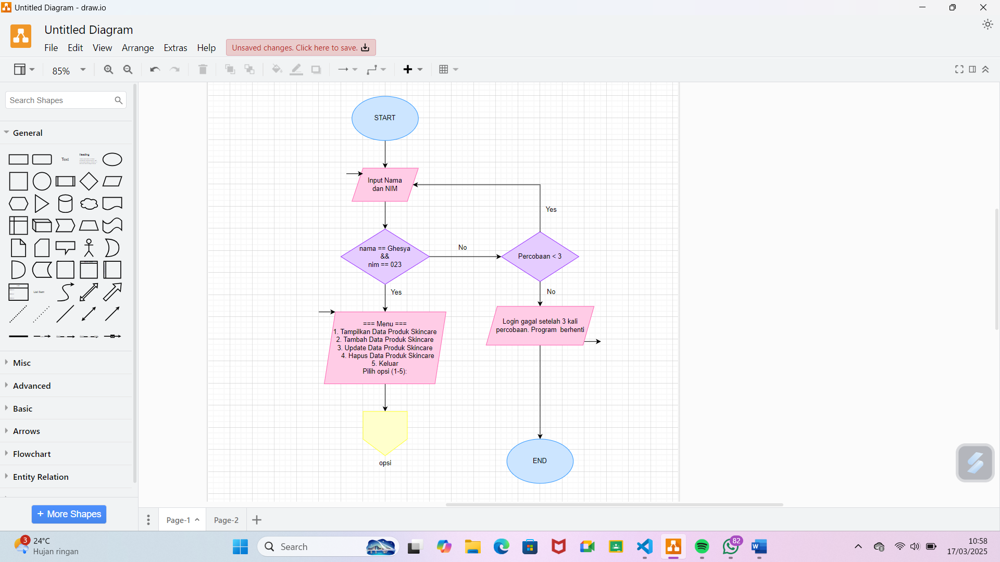 Untitled Diagram - draw.io
Untitled Diagram
File Edit View Arrange Extras Help
Unsaved changes. Click here to save.
85%
Search Shapes
General
Text
Heading
List Item
Misc
Advanced
Basic
Arrows
Flowchart
Entity Relation
+ More Shapes
START
Input Nama
dan NIM
Yes
nama == Ghesya
&&
nim == 023
No
Percobaan < 3
Yes
No
=== Menu ===
1. Tampilkan Data Produk Skincare
2. Tambah Data Produk Skincare
3. Update Data Produk Skincare
4. Hapus Data Produk Skincare
5. Keluar
Pilih opsi (1-5):
Login gagal setelah 3 kali
percobaan. Program  berhenti
opsi
END
Page-1
Page-2
3
24°C
Hujan ringan
Search
82
W
10:58
17/03/2025